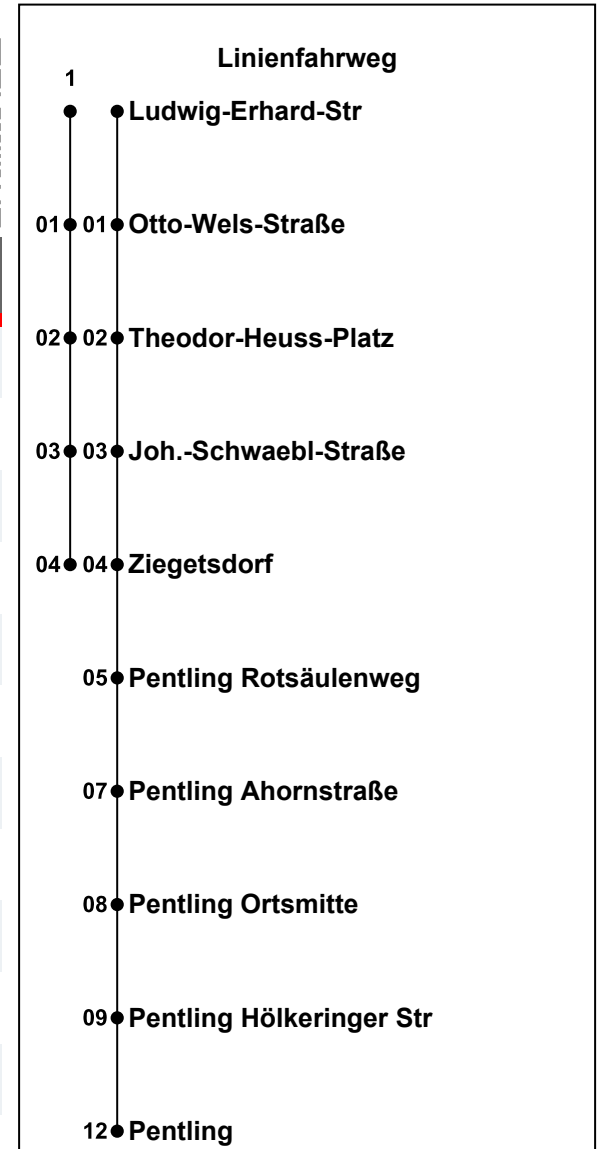 Linienfahrweg
1
Ludwig-Erhard-Str
01 01 Otto-Wels-Straße
02 02 Theodor-Heuss-Platz
03 03 Joh.-Schwaebl-Straße
04 04 Ziegetsdorf
05 Pentling Rotsäulenweg
07 Pentling Ahornstraße
08 Pentling Ortsmitte
09 Pentling Hölkeringer Str
12 Pentling